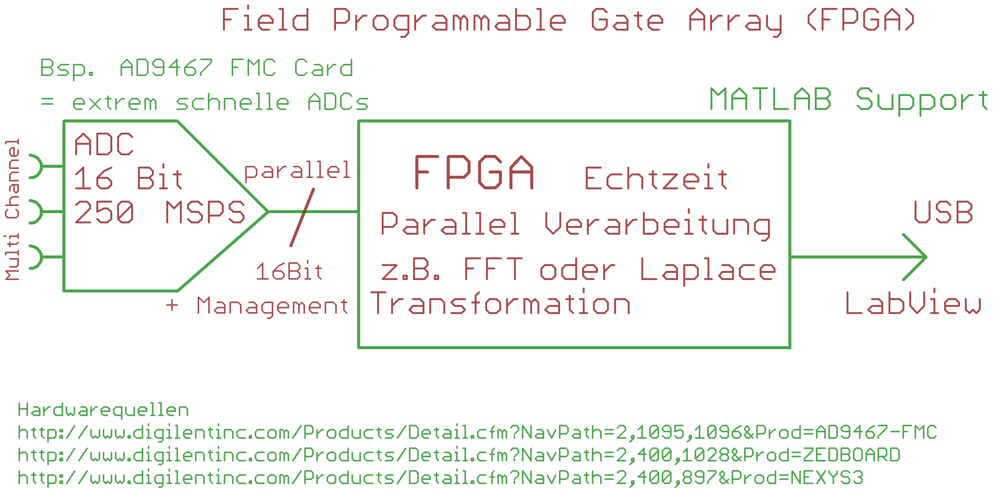 Field Programmable Gate Array (FPGA)
Bsp. AD9467 FMC Card
= extrem schnelle ADCs
MATLAB Support
Multi Channel
ADC
16 Bit
250 MSPS
parallel
16Bit
+ Management
FPGA Echtzeit
Parallel Verarbeitung
z.B. FFT oder Laplace
Transformation
USB
LabView
Hardwarequellen
http://www.digilentinc.com/Products/Detail.cfm?NavPath=2,1095,1096&Prod=AD9467-FMC
http://www.digilentinc.com/Products/Detail.cfm?NavPath=2,400,1028&Prod=ZEDBOARD
http://www.digilentinc.com/Products/Detail.cfm?NavPath=2,400,897&Prod=NEXYS3